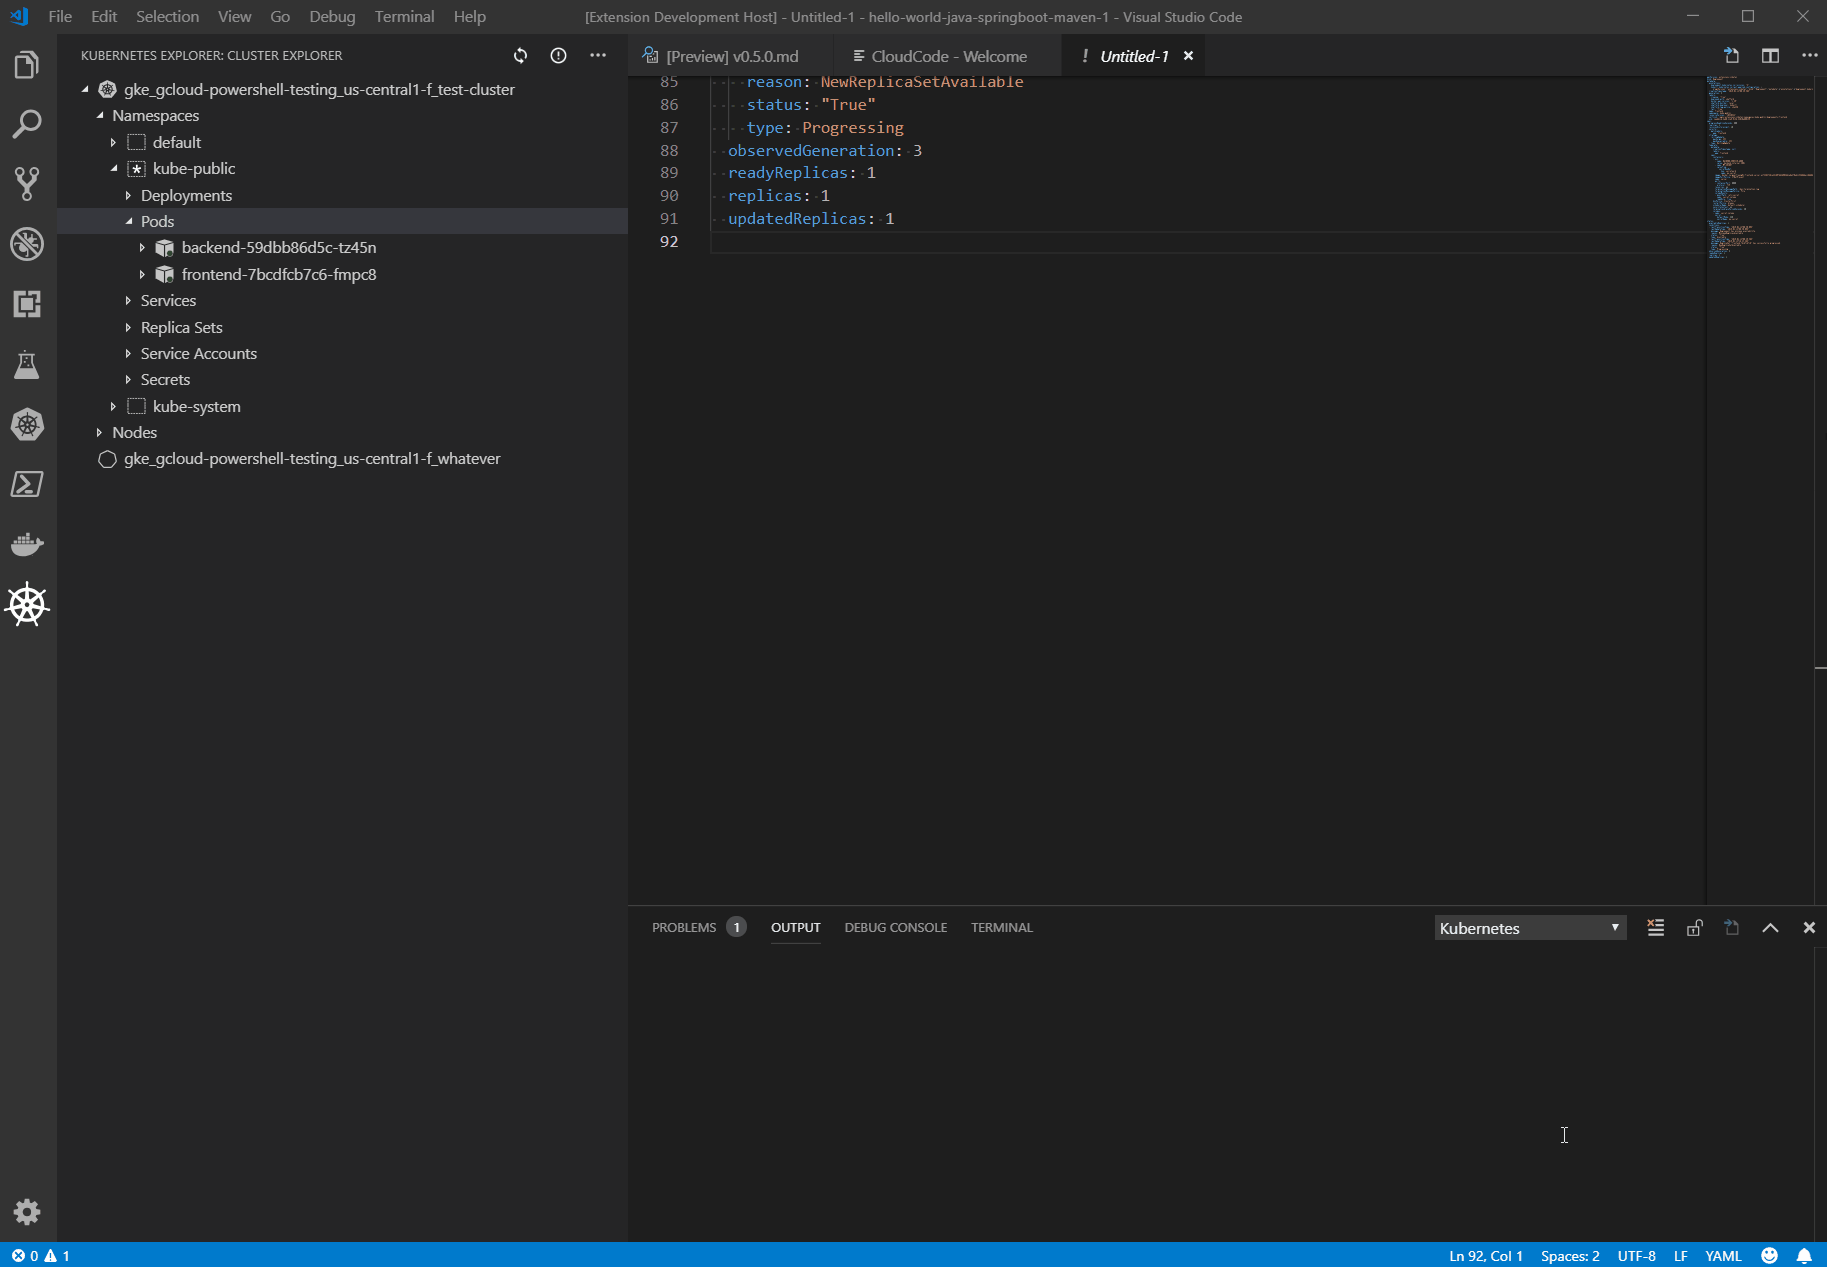 File Edit Selection View Go Debug Terminal Help [Extension Development Host] - Untitled-1 - hello-world-java-springboot-maven-1 - Visual Studio Code
KUBERNETES EXPLORER: CLUSTER EXPLORER
gke_gcloud-powershell-testing_us-central1-f_test-cluster
Namespaces
default
kube-public
Deployments
Pods
backend-59dbb86d5c-tz45n
frontend-7bcdfcb7c6-fmpc8
Services
Replica Sets
Service Accounts
Secrets
kube-system
Nodes
gke_gcloud-powershell-testing_us-central1-f_whatever
[Preview] v0.5.0.md CloudCode - Welcome ! Untitled-1
85 reason: NewReplicaSetAvailable
86 status: "True"
87 type: Progressing
88 observedGeneration: 3
89 readyReplicas: 1
90 replicas: 1
91 updatedReplicas: 1
92
PROBLEMS 1 OUTPUT DEBUG CONSOLE TERMINAL Kubernetes
0 1 Ln 92, Col 1 Spaces: 2 UTF-8 LF YAML